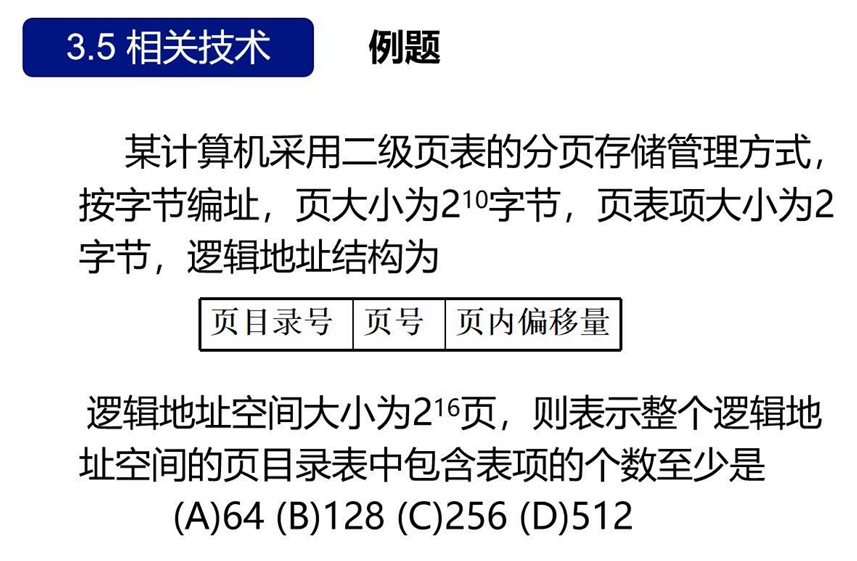 3.5 相关技术 例题
某计算机采用二级页表的分页存储管理方式，
按字节编址，页大小为2¹⁰字节，页表项大小为2
字节，逻辑地址结构为
页目录号 页号 页内偏移量
逻辑地址空间大小为2¹⁶页，则表示整个逻辑地
址空间的页目录表中包含表项的个数至少是
(A)64 (B)128 (C)256 (D)512